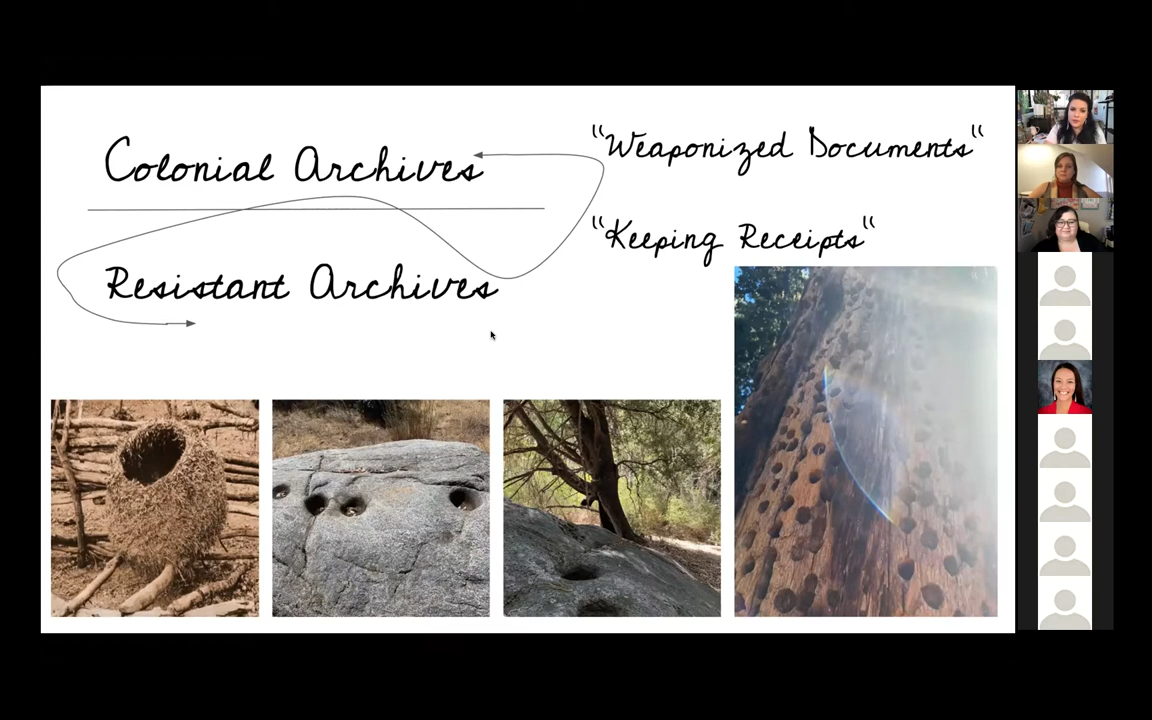 Colonial Archives
Resistant Archives
"Weaponized Documents"
"Keeping Receipts"